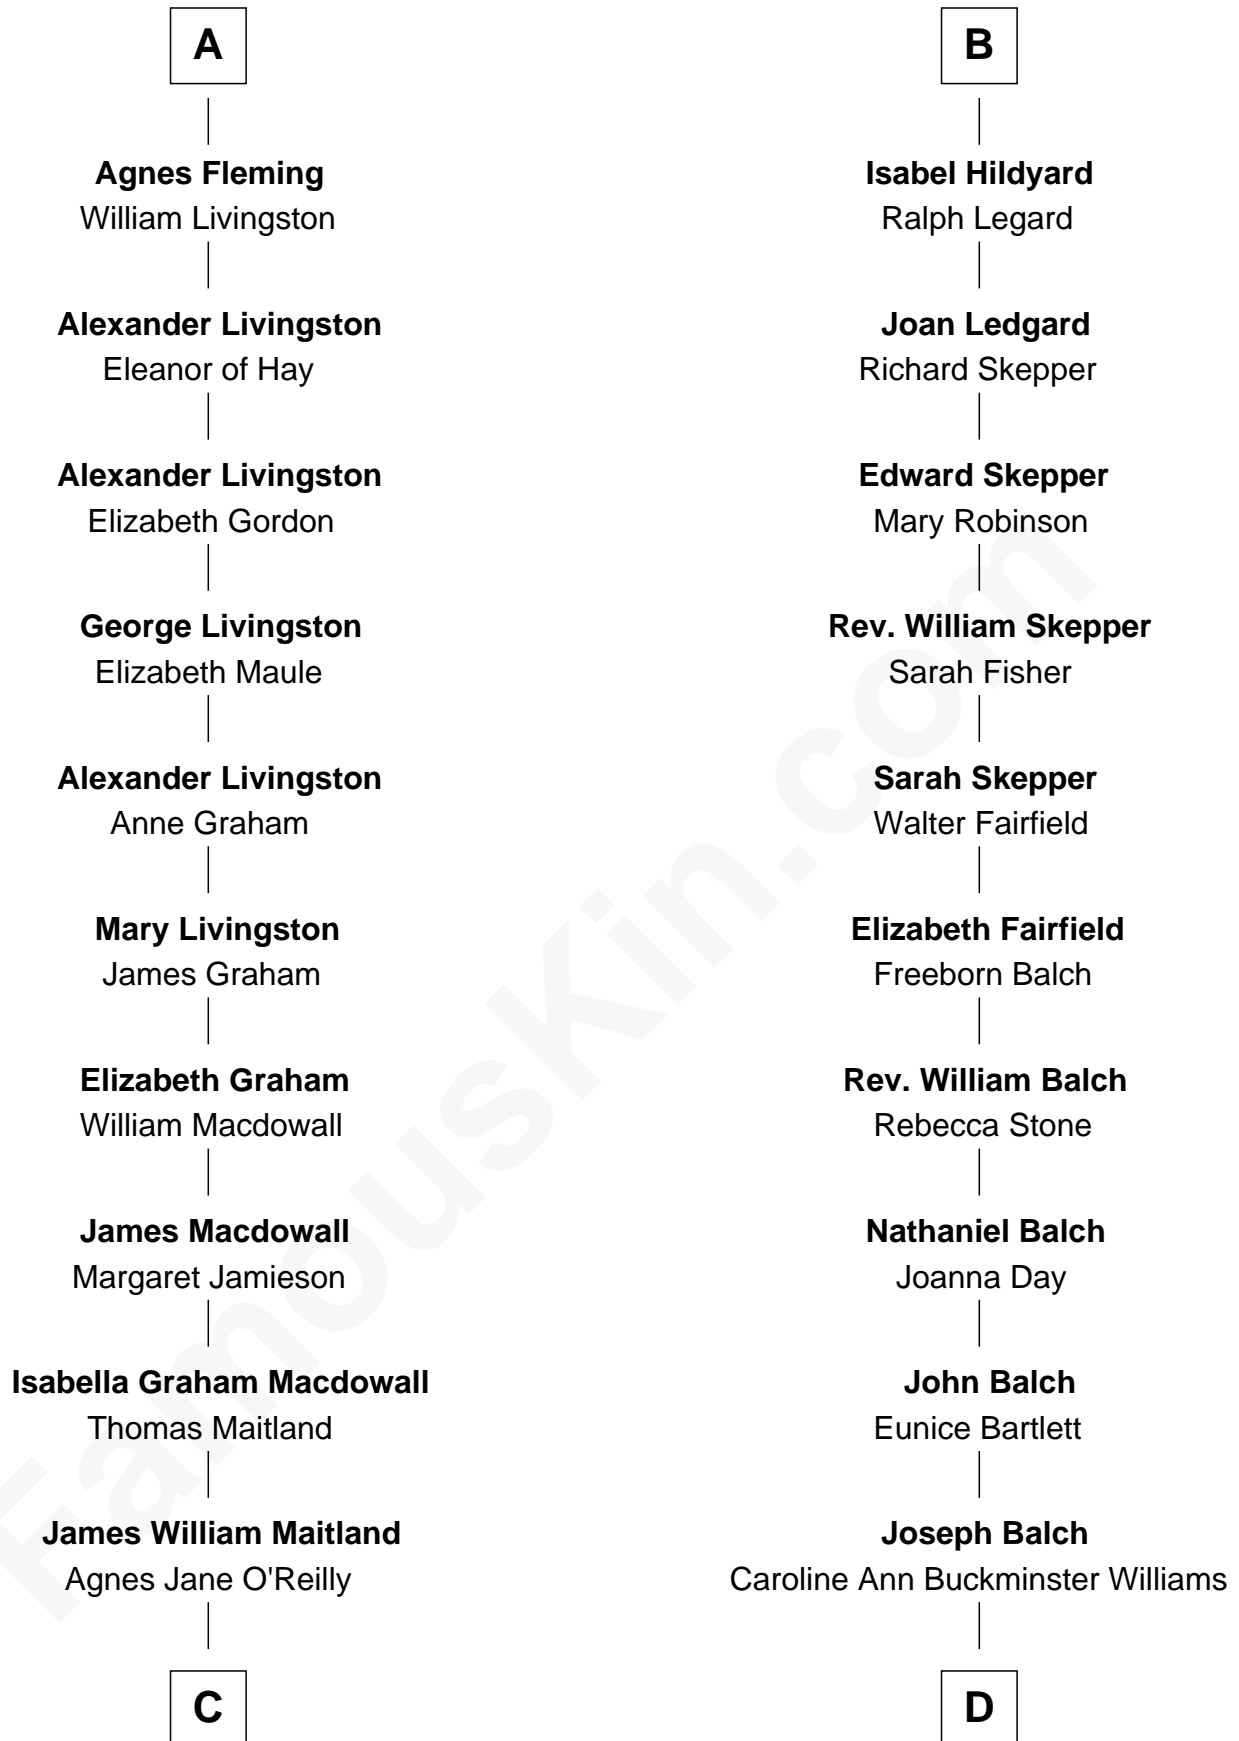 A
Agnes Fleming
William Livingston
Alexander Livingston
Eleanor of Hay
Alexander Livingston
Elizabeth Gordon
George Livingston
Elizabeth Maule
Alexander Livingston
Anne Graham
Mary Livingston
James Graham
Elizabeth Graham
William Macdowall
James Macdowall
Margaret Jamieson
Isabella Graham Macdowall
Thomas Maitland
James William Maitland
Agnes Jane O'Reilly
C
B
Isabel Hildyard
Ralph Legard
Joan Ledgard
Richard Skepper
Edward Skepper
Mary Robinson
Rev. William Skepper
Sarah Fisher
Sarah Skepper
Walter Fairfield
Elizabeth Fairfield
Freeborn Balch
Rev. William Balch
Rebecca Stone
Nathaniel Balch
Joanna Day
John Balch
Eunice Bartlett
Joseph Balch
Caroline Ann Buckminster Williams
D
FamousKin.com